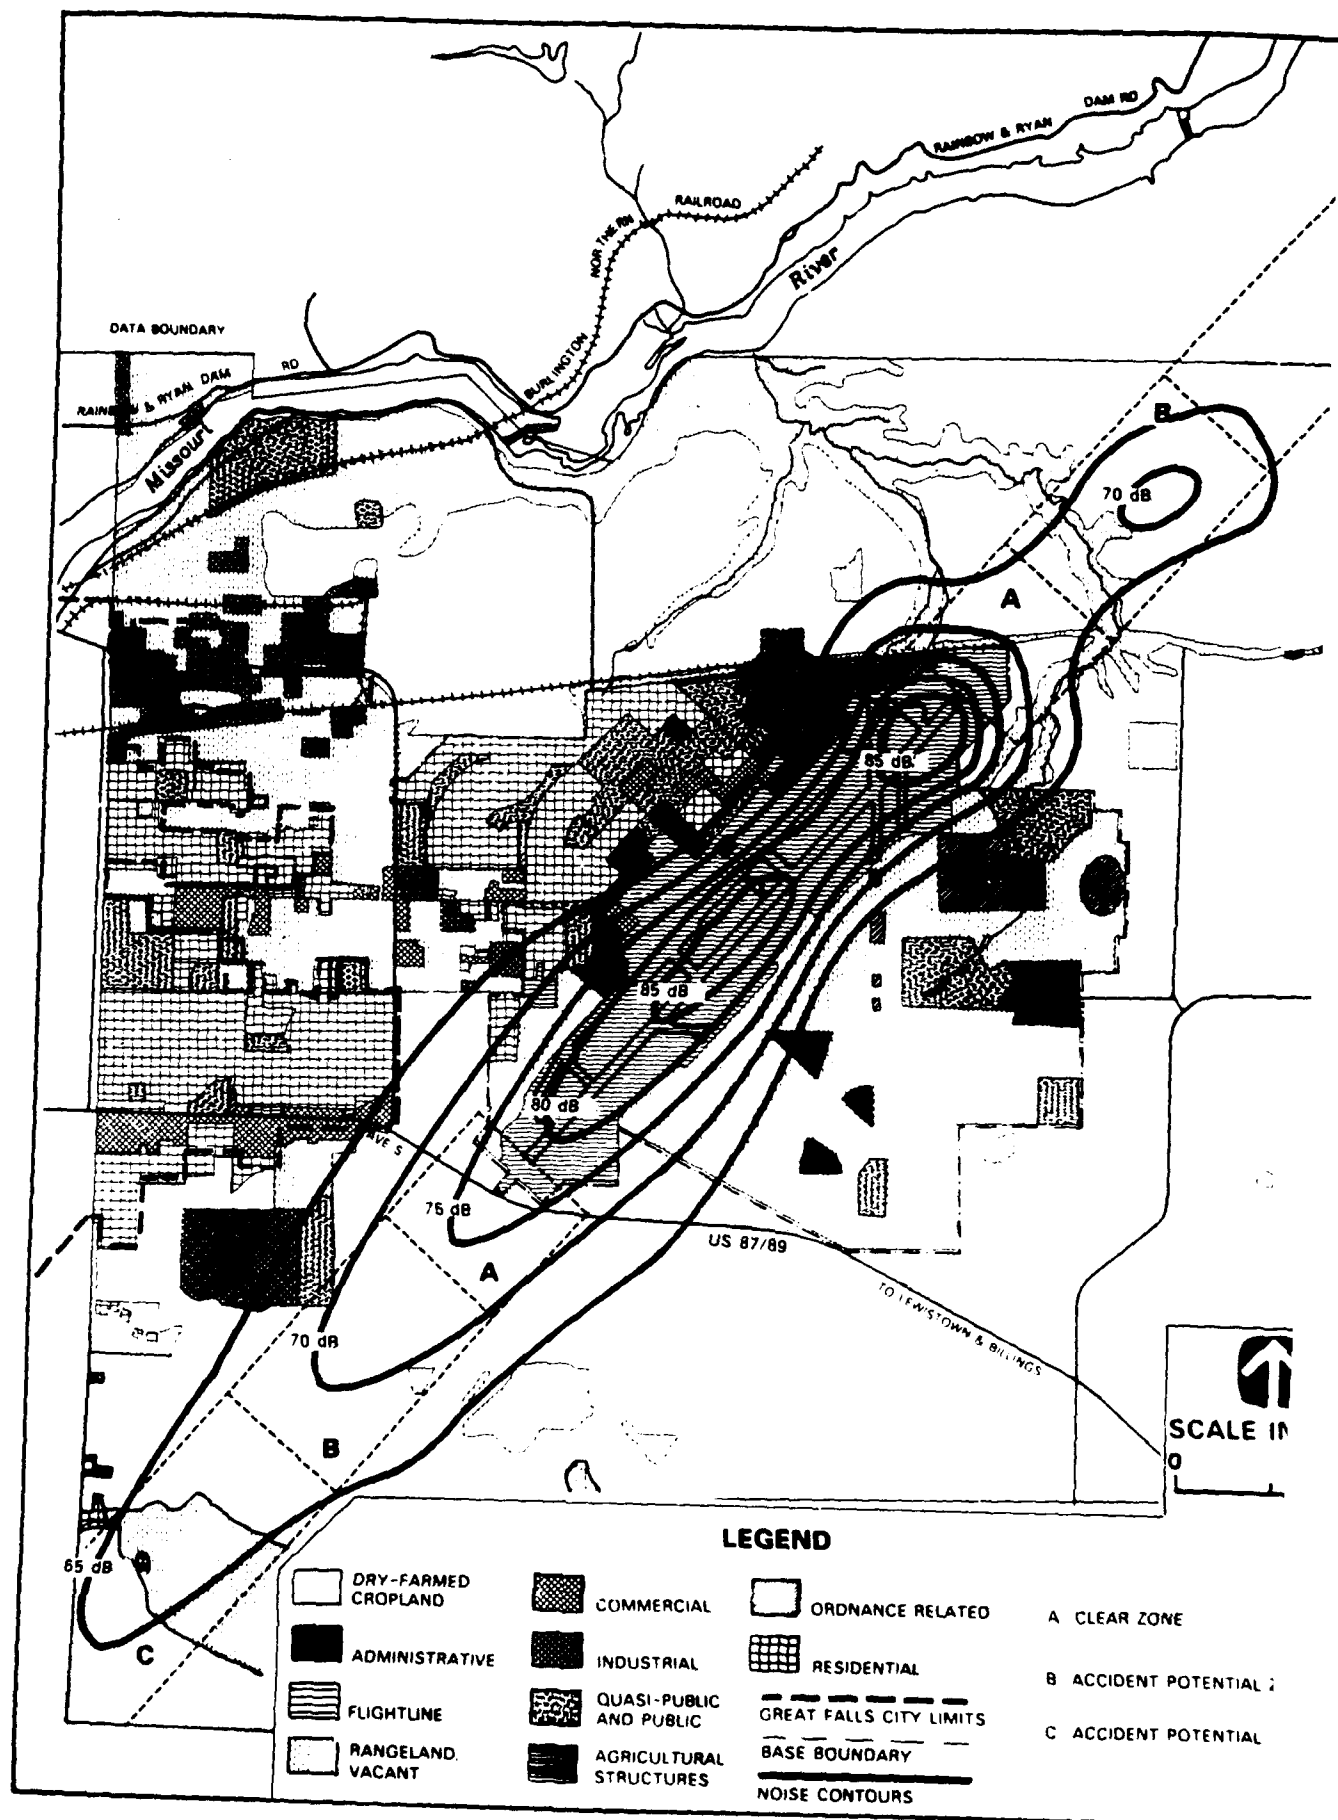 DAM RD
RAINBOW & RYAN
RAILROAD
NORTHERN
River
DATA BOUNDARY
RD
BURLINGTON
RAINBOW & RYAN DAM
Missouri
B
70 dB
A
85 dB
85 dB
80 dB
AVE S
75 dB
US 87/89
A
TO LEWISTOWN & BILLINGS
70 dB
SCALE IN
0
B
LEGEND
65 dB
C
DRY-FARMED
CROPLAND
ADMINISTRATIVE
FLIGHTLINE
RANGELAND,
VACANT
COMMERCIAL
INDUSTRIAL
QUASI-PUBLIC
AND PUBLIC
AGRICULTURAL
STRUCTURES
ORDNANCE RELATED
RESIDENTIAL
GREAT FALLS CITY LIMITS
BASE BOUNDARY
NOISE CONTOURS
A CLEAR ZONE
B ACCIDENT POTENTIAL
C ACCIDENT POTENTIAL